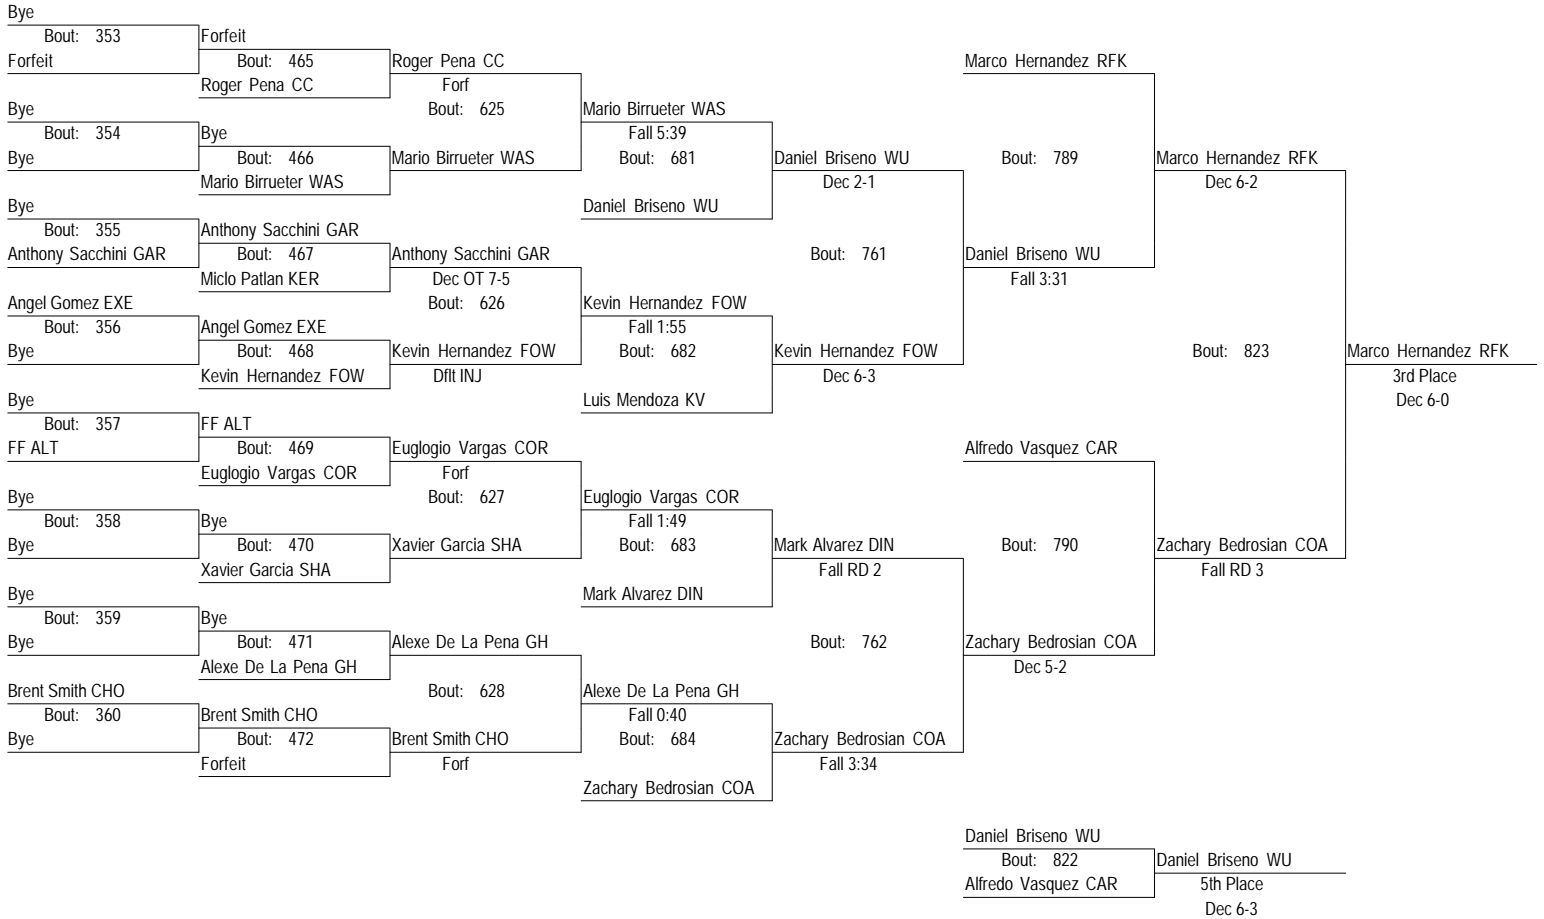 Bye
Bout: 353
Forfeit
Forfeit
Bout: 465
Roger Pena CC
Roger Pena CC
Forf
Bout: 625
Marco Hernandez RFK
Bye
Bout: 354
Bye
Bye
Bout: 466
Mario Birrueter WAS
Mario Birrueter WAS
Mario Birrueter WAS
Fall 5:39
Bout: 681
Daniel Briseno WU
Dec 2-1
Bout: 789
Marco Hernandez RFK
Dec 6-2
Bye
Bout: 355
Anthony Sacchini GAR
Anthony Sacchini GAR
Bout: 467
Miclo Patlan KER
Anthony Sacchini GAR
Dec OT 7-5
Bout: 626
Daniel Briseno WU
Bout: 761
Daniel Briseno WU
Fall 3:31
Angel Gomez EXE
Bout: 356
Bye
Angel Gomez EXE
Bout: 468
Kevin Hernandez FOW
Kevin Hernandez FOW
Dflt INJ
Kevin Hernandez FOW
Fall 1:55
Bout: 682
Luis Mendoza KV
Kevin Hernandez FOW
Dec 6-3
Bout: 823
Marco Hernandez RFK
3rd Place
Dec 6-0
Bye
Bout: 357
FF ALT
FF ALT
Bout: 469
Euglogio Vargas COR
Euglogio Vargas COR
Forf
Bout: 627
Alfredo Vasquez CAR
Bye
Bout: 358
Bye
Bye
Bout: 470
Xavier Garcia SHA
Xavier Garcia SHA
Euglogio Vargas COR
Fall 1:49
Bout: 683
Mark Alvarez DIN
Mark Alvarez DIN
Fall RD 2
Bout: 790
Zachary Bedrosian COA
Fall RD 3
Bye
Bout: 359
Bye
Bye
Bout: 471
Alexe De La Pena GH
Alexe De La Pena GH
Bout: 628
Bout: 762
Zachary Bedrosian COA
Dec 5-2
Brent Smith CHO
Bout: 360
Bye
Brent Smith CHO
Bout: 472
Forfeit
Brent Smith CHO
Forf
Alexe De La Pena GH
Fall 0:40
Bout: 684
Zachary Bedrosian COA
Zachary Bedrosian COA
Fall 3:34
Daniel Briseno WU
Bout: 822
Alfredo Vasquez CAR
Daniel Briseno WU
5th Place
Dec 6-3